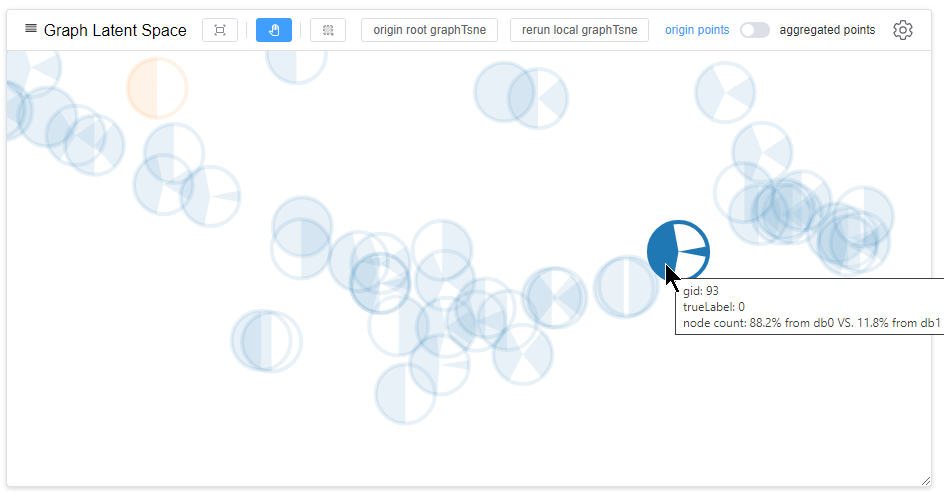 Graph Latent Space
origin root graphTsne
rerun local graphTsne
origin points
aggregated points
gid: 93
trueLabel: 0
node count: 88.2% from db0 VS. 11.8% from db1